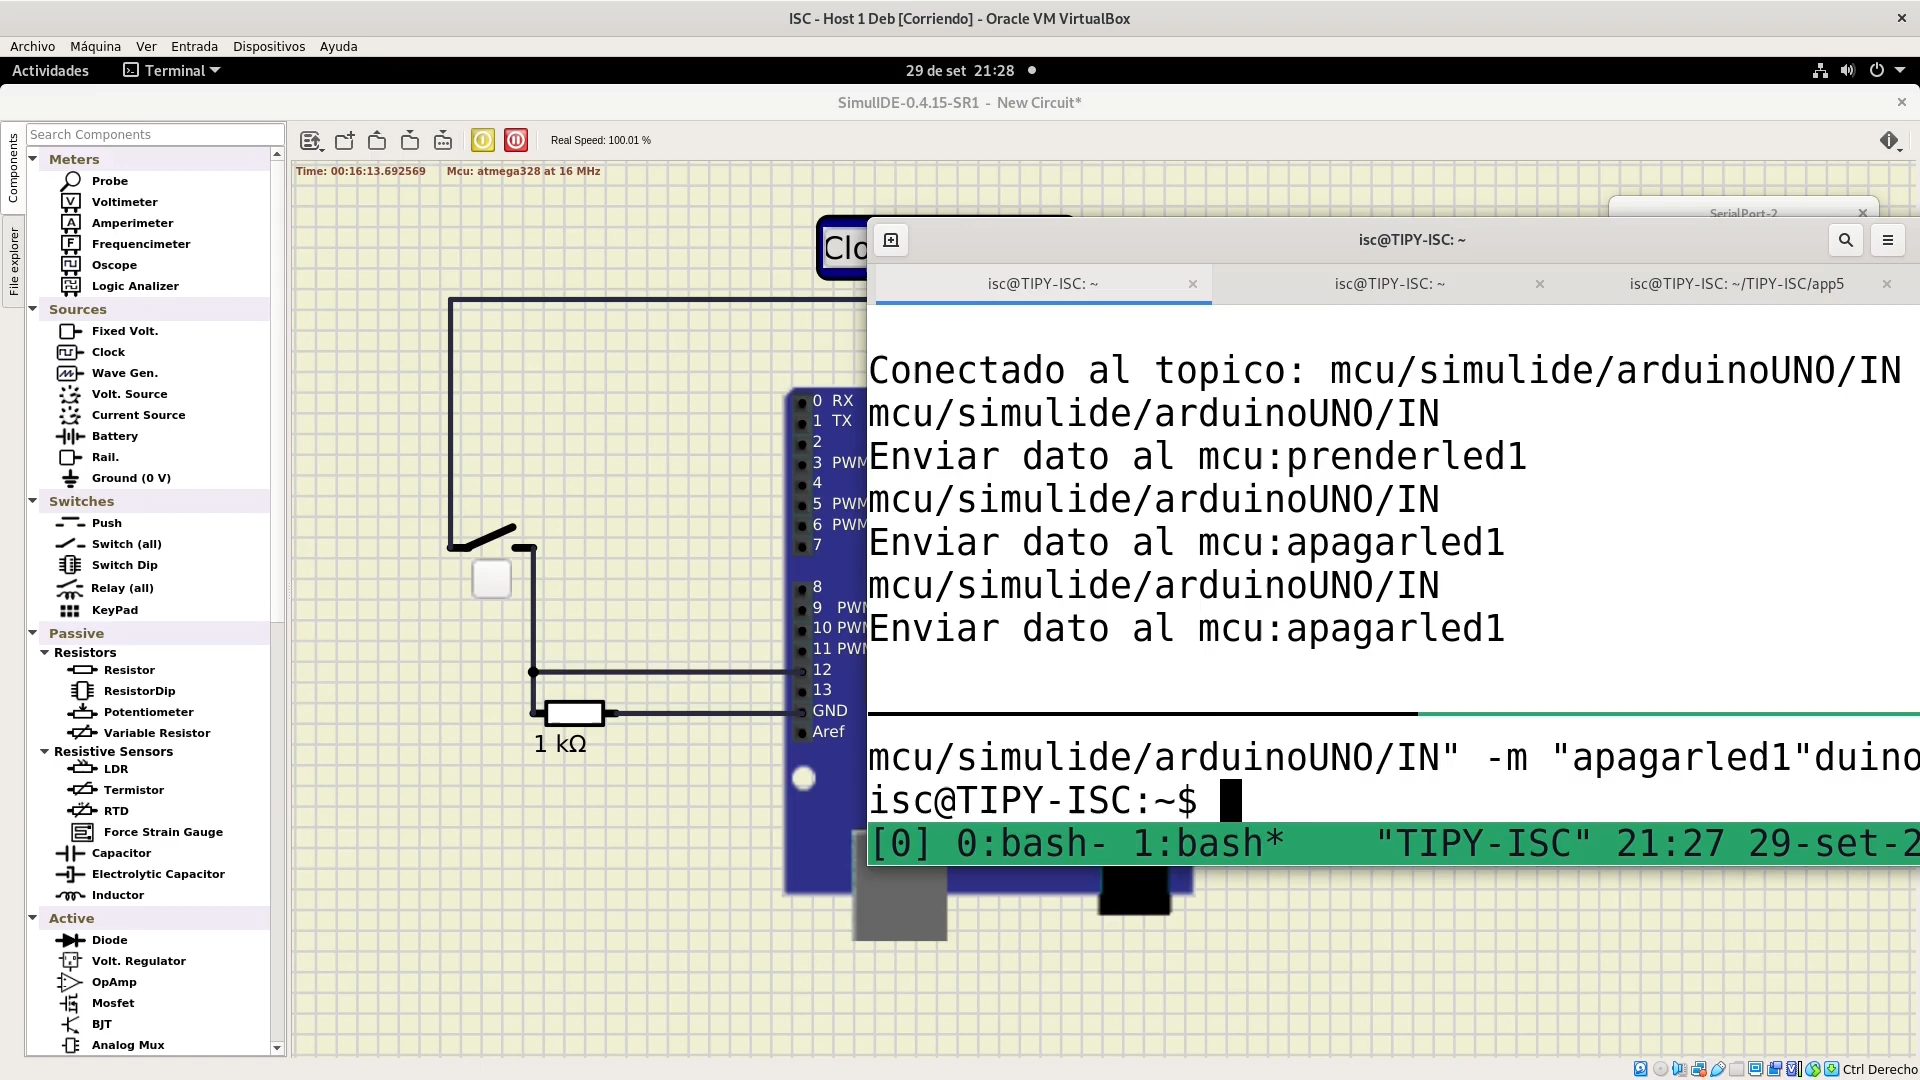 ISC - Host 1 Deb [Corriendo] - Oracle VM VirtualBox
Archivo Máquina Ver Entrada Dispositivos Ayuda
Actividades Terminal 29 de set 21:28
SimulIDE-0.4.15-SR1 - New Circuit*
Components
File explorer
Search Components
Meters
Probe
Voltimeter
Amperimeter
Frequencimeter
Oscope
Logic Analizer
Sources
Fixed Volt.
Clock
Wave Gen.
Volt. Source
Current Source
Battery
Rail.
Ground (0 V)
Switches
Push
Switch (all)
Switch Dip
Relay (all)
KeyPad
Passive
Resistors
Resistor
ResistorDip
Potentiometer
Variable Resistor
Resistive Sensors
LDR
Termistor
RTD
Force Strain Gauge
Capacitor
Electrolytic Capacitor
Inductor
Active
Diode
Volt. Regulator
OpAmp
Mosfet
BJT
Analog Mux
Real Speed: 100.01 %
Time: 00:16:13.692569 Mcu: atmega328 at 16 MHz
Clo
SerialPort-2
0 RX
1 TX
2
3 PWM
4
5 PWM
6 PWM
7
8
9 PWM
10 PWM
11 PWM
12
13
GND
Aref
1 kΩ
isc@TIPY-ISC: ~
isc@TIPY-ISC: ~ isc@TIPY-ISC: ~ isc@TIPY-ISC: ~/TIPY-ISC/app5
Conectado al topico: mcu/simulide/arduinoUNO/IN
mcu/simulide/arduinoUNO/IN
Enviar dato al mcu:prenderled1
mcu/simulide/arduinoUNO/IN
Enviar dato al mcu:apagarled1
mcu/simulide/arduinoUNO/IN
Enviar dato al mcu:apagarled1
mcu/simulide/arduinoUNO/IN" -m "apagarled1"duino
isc@TIPY-ISC:~$
[0] 0:bash- 1:bash* "TIPY-ISC" 21:27 29-set-2
Ctrl Derecho